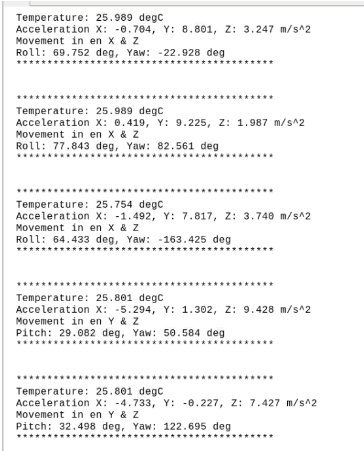 Temperature: 25.989 degC
Acceleration X: -0.704, Y: 8.801, Z: 3.247 m/s^2
Movement in en X & Z
Roll: 69.752 deg, Yaw: -22.928 deg
******************************************
******************************************
Temperature: 25.989 degC
Acceleration X: 0.419, Y: 9.225, Z: 1.987 m/s^2
Movement in en X & Z
Roll: 77.843 deg, Yaw: 82.561 deg
******************************************
******************************************
Temperature: 25.754 degC
Acceleration X: -1.492, Y: 7.817, Z: 3.740 m/s^2
Movement in en X & Z
Roll: 64.433 deg, Yaw: -163.425 deg
******************************************
******************************************
Temperature: 25.801 degC
Acceleration X: -5.294, Y: 1.302, Z: 9.428 m/s^2
Movement in en Y & Z
Pitch: 29.082 deg, Yaw: 50.584 deg
******************************************
******************************************
Temperature: 25.801 degC
Acceleration X: -4.733, Y: -0.227, Z: 7.427 m/s^2
Movement in en Y & Z
Pitch: 32.498 deg, Yaw: 122.695 deg
******************************************